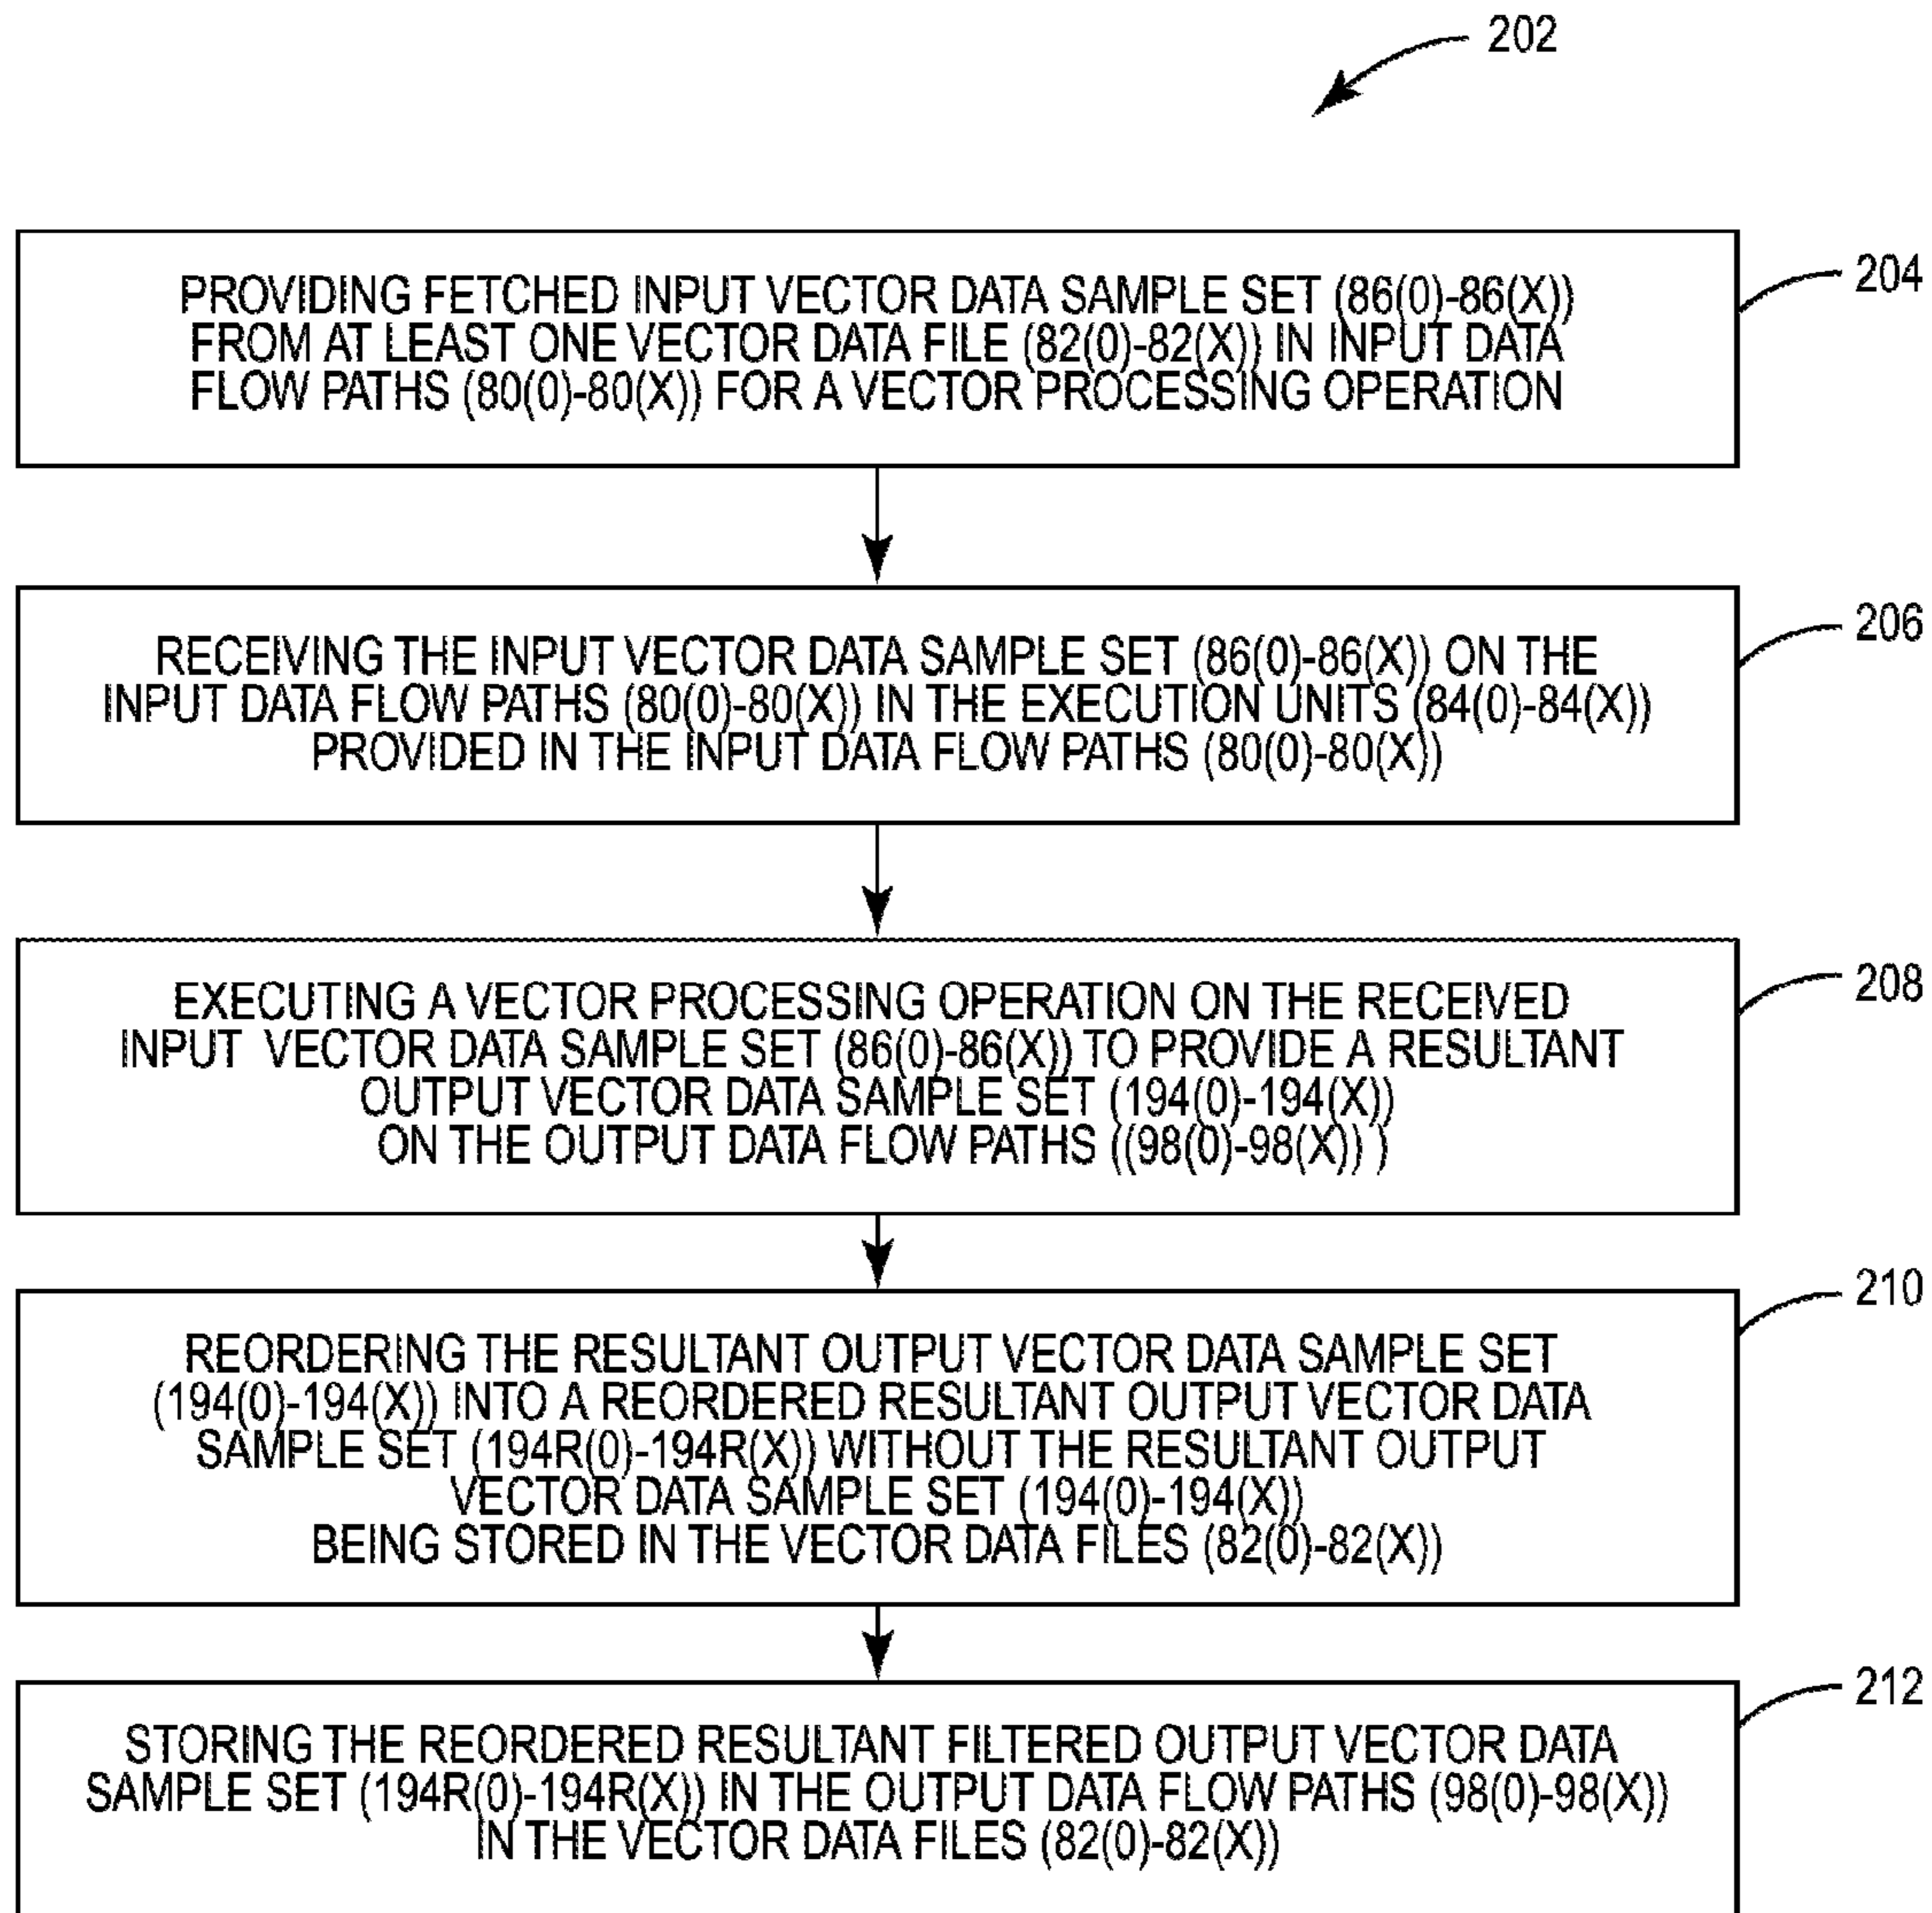 202
PROVIDING FETCHED INPUT VECTOR DATA SAMPLE SET (86(0)-86(X))
FROM AT LEAST ONE VECTOR DATA FILE (82(0)-82(X)) IN INPUT DATA
FLOW PATHS (80(0)-80(X)) FOR A VECTOR PROCESSING OPERATION
204
RECEIVING THE INPUT VECTOR DATA SAMPLE SET (86(0)-86(X)) ON THE
INPUT DATA FLOW PATHS (80(0)-80(X)) IN THE EXECUTION UNITS (84(0)-84(X))
PROVIDED IN THE INPUT DATA FLOW PATHS (80(0)-80(X))
206
EXECUTING A VECTOR PROCESSING OPERATION ON THE RECEIVED
INPUT  VECTOR DATA SAMPLE SET (86(0)-86(X)) TO PROVIDE A RESULTANT
OUTPUT VECTOR DATA SAMPLE SET (194(0)-194(X))
ON THE OUTPUT DATA FLOW PATHS ((98(0)-98(X)) )
208
REORDERING THE RESULTANT OUTPUT VECTOR DATA SAMPLE SET
(194(0)-194(X)) INTO A REORDERED RESULTANT OUTPUT VECTOR DATA
SAMPLE SET (194R(0)-194R(X)) WITHOUT THE RESULTANT OUTPUT
VECTOR DATA SAMPLE SET (194(0)-194(X))
BEING STORED IN THE VECTOR DATA FILES (82(0)-82(X))
210
STORING THE REORDERED RESULTANT FILTERED OUTPUT VECTOR DATA
SAMPLE SET (194R(0)-194R(X)) IN THE OUTPUT DATA FLOW PATHS (98(0)-98(X))
IN THE VECTOR DATA FILES (82(0)-82(X))
212